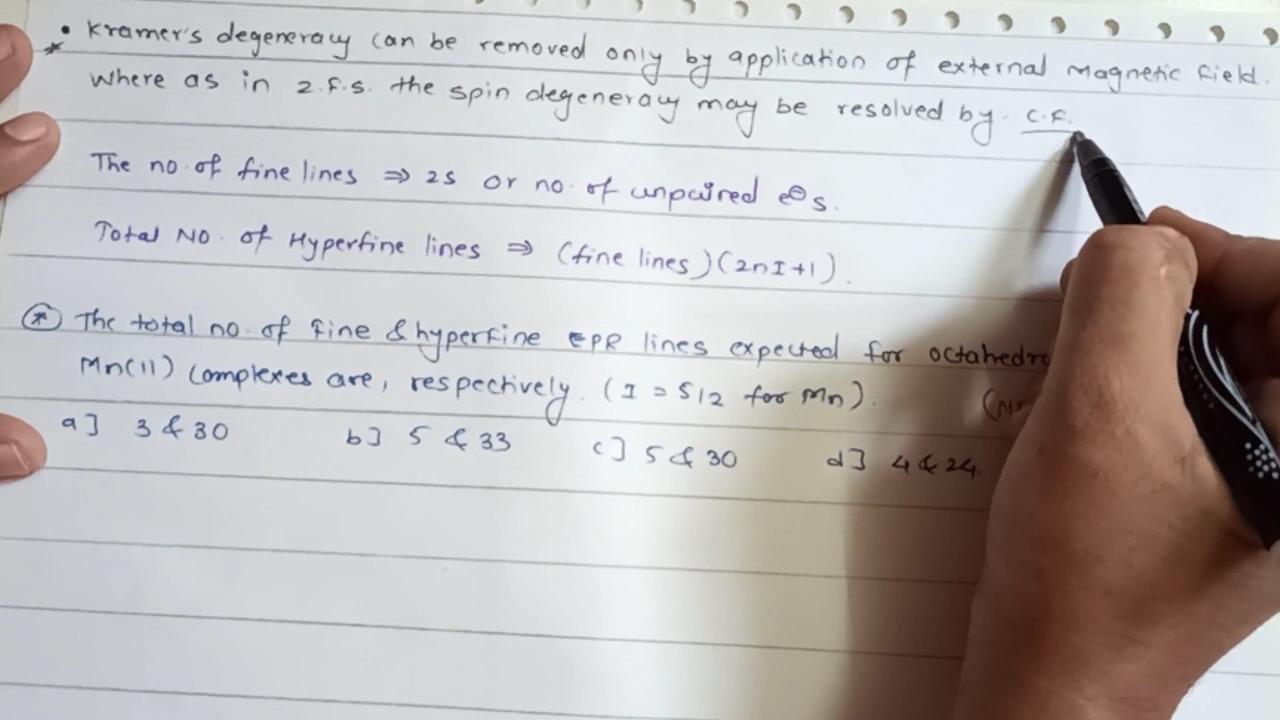 • Kramer's degeneracy can be removed only by application of external Magnetic field.
* where as in z.f.s. the spin degeneracy may be resolved by C.F.
The no. of fine lines ⇒ 2S or no. of unpaired e⊖s.
Total No. of Hyperfine lines ⇒ (fine lines)(2nI+1).
(*) The total no. of fine & hyperfine EPR lines expected for
Mn(II) complexes are, respectively. (I = 5/2 for Mn).
a] 3 & 30 b] 5 & 33 c] 5 & 30 d] 4 & 24